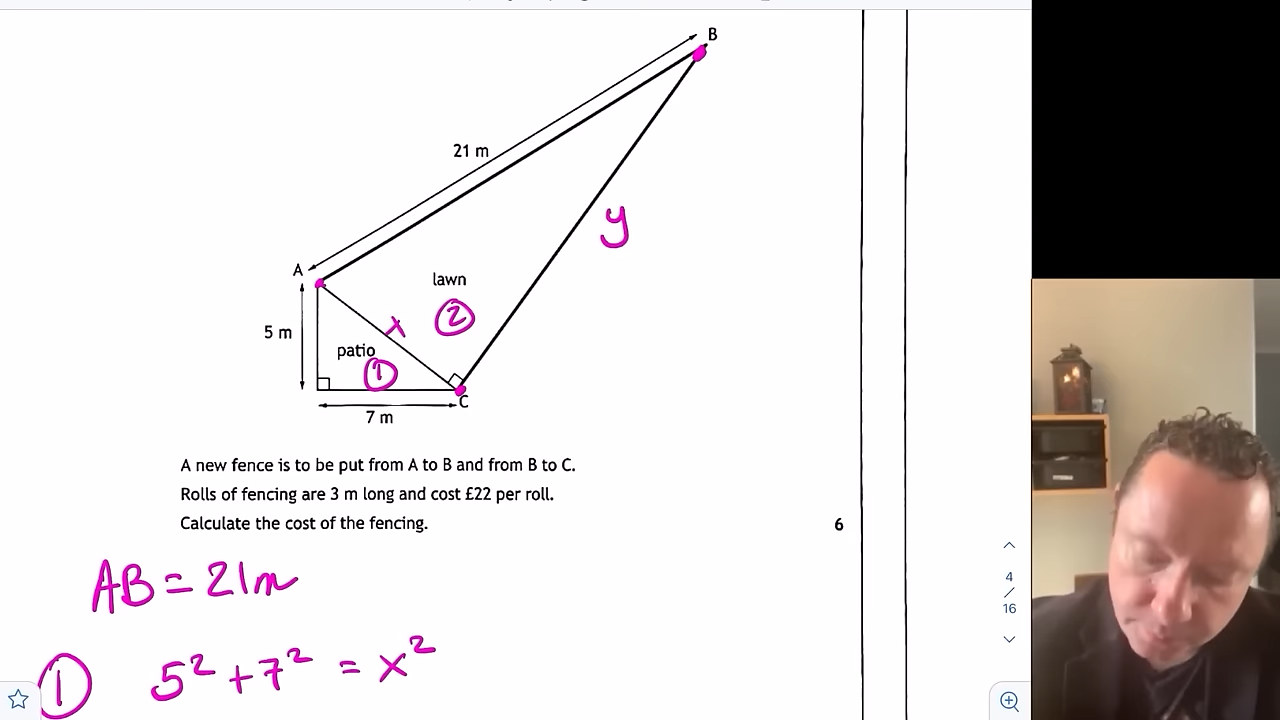 B
21 m
y
A
lawn
2
5 m
x
patio
1
C
7 m
A new fence is to be put from A to B and from B to C.
Rolls of fencing are 3 m long and cost £22 per roll.
Calculate the cost of the fencing.
6
AB = 21m
4
/
16
1 5² + 7² = x²